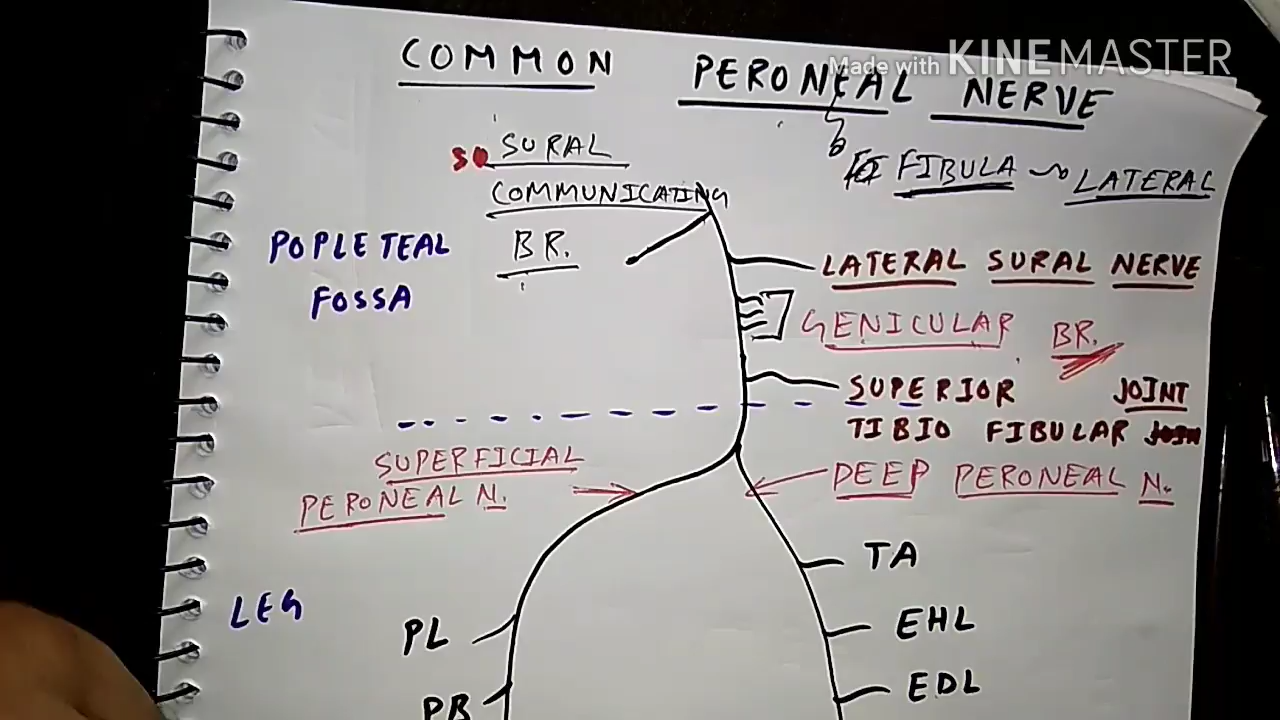 COMMON PERONEAL NERVE
Made with KINEMASTER
FIBULA LATERAL
SURAL
COMMUNICATING
BR.
POPLETEAL
FOSSA
LATERAL SURAL NERVE
GENICULAR BR.
SUPERIOR JOINT
TIBIO FIBULAR
SUPERFICIAL
PERONEAL N.
DEEP PERONEAL N.
TA
LEG
PL
EHL
PB
EDL